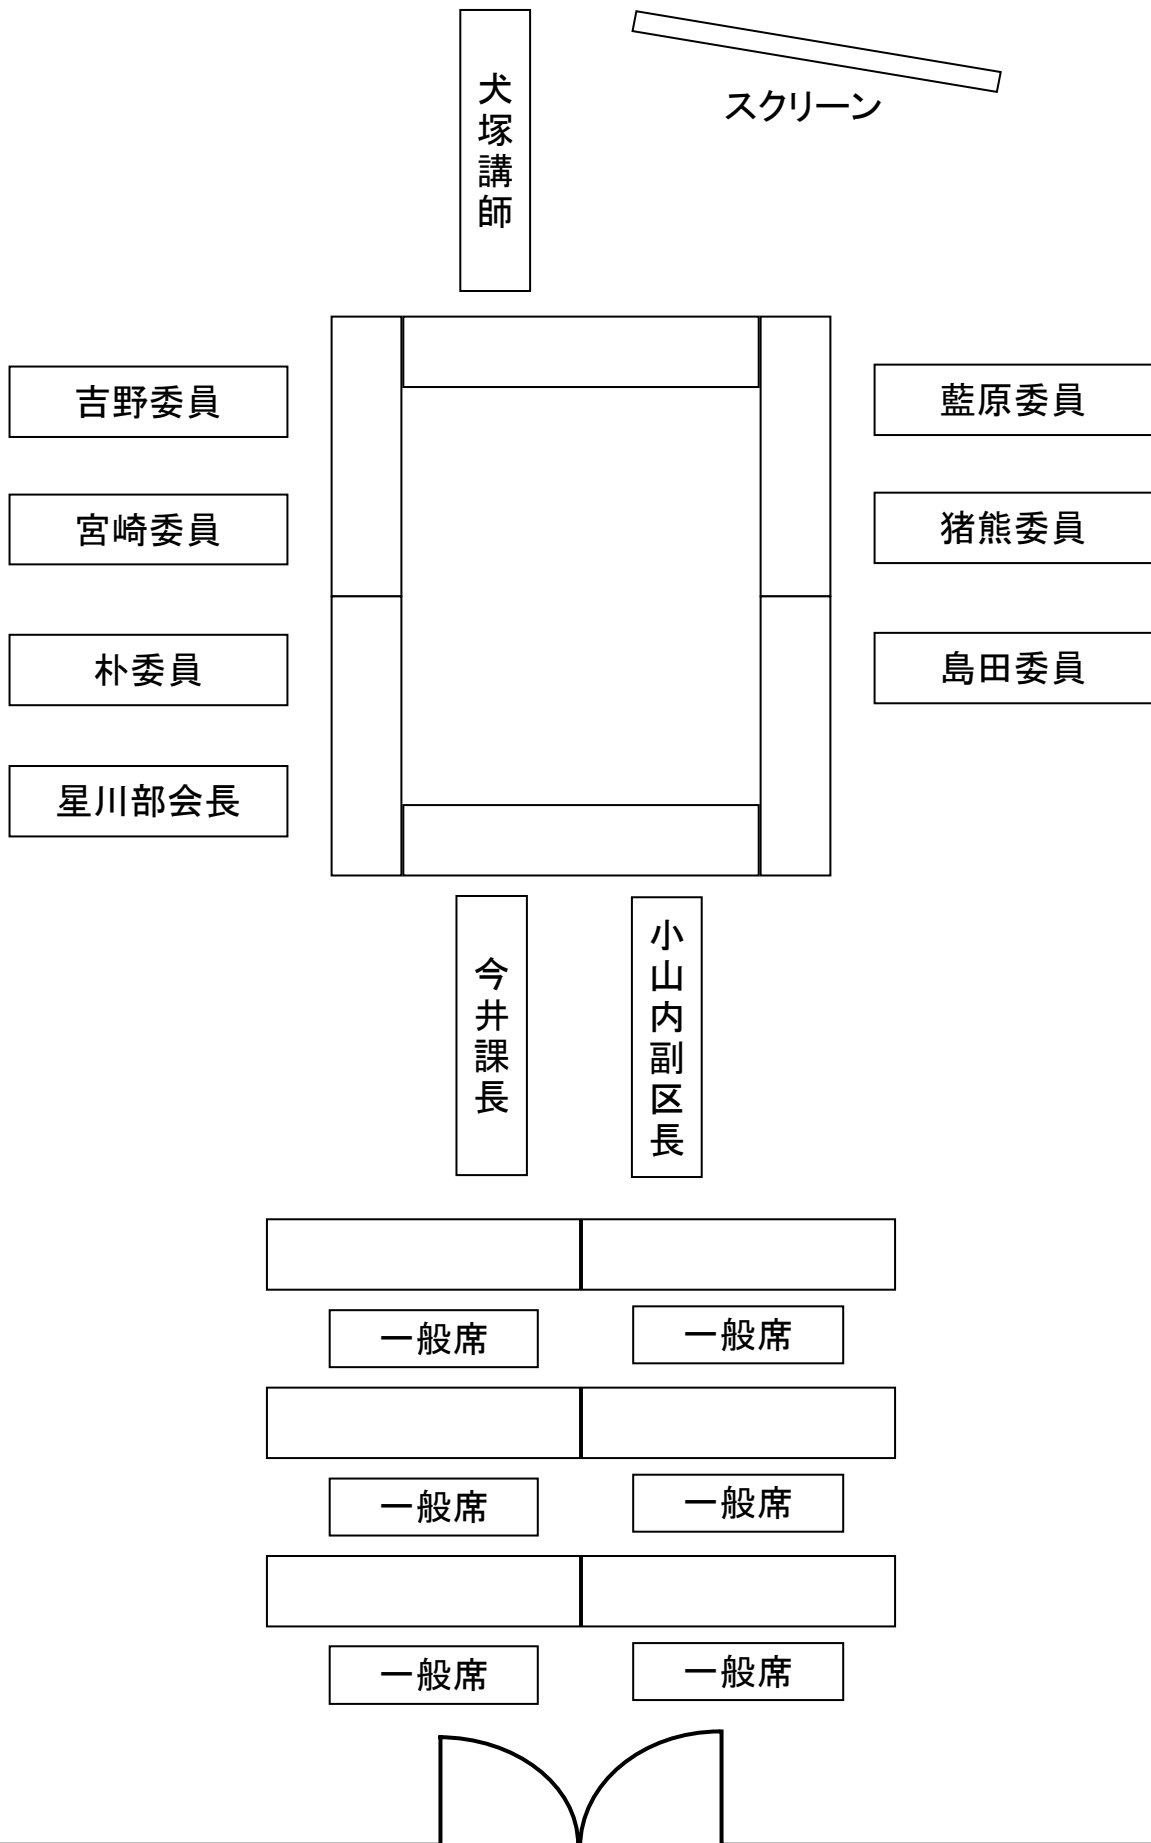 犬塚講師
スクリーン
吉野委員
藍原委員
宮崎委員
猪熊委員
朴委員
島田委員
星川部会長
今井課長
小山内副区長
一般席
一般席
一般席
一般席
一般席
一般席